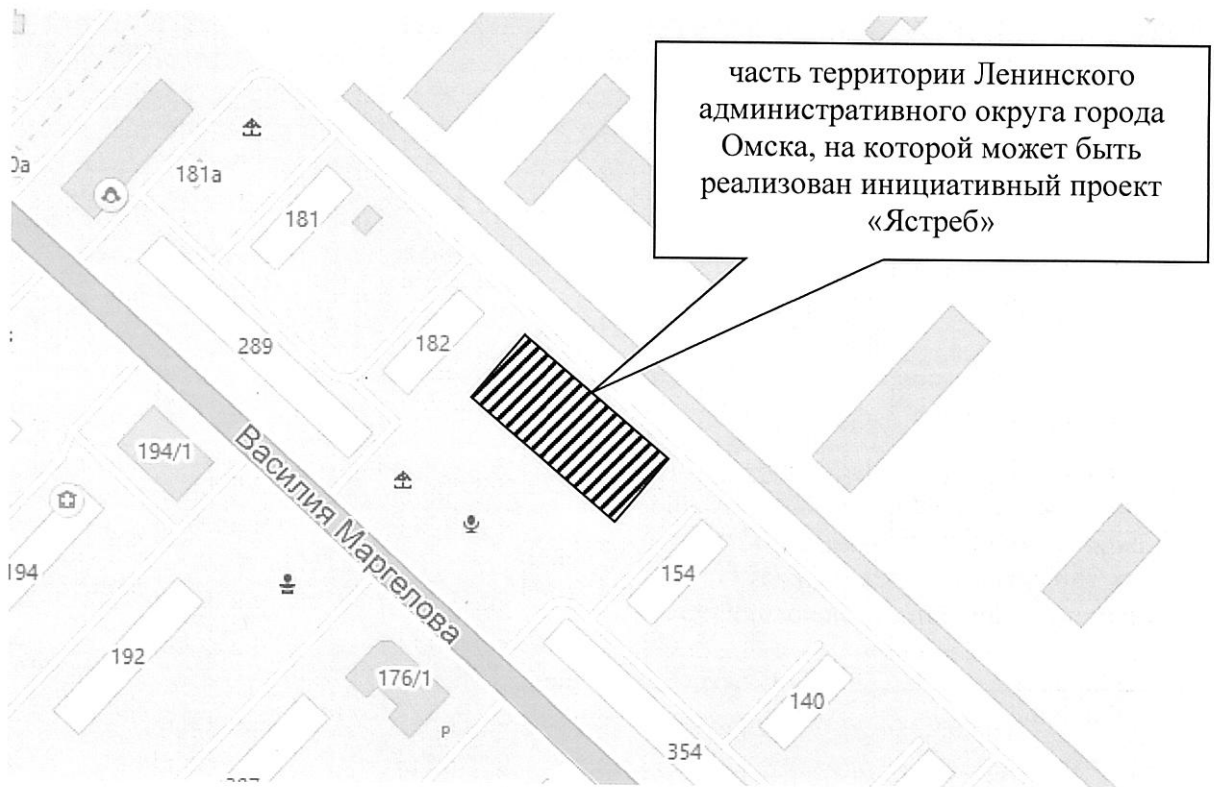 часть территории Ленинского
административного округа города
Омска, на которой может быть
реализован инициативный проект
«Ястреб»
181а
181
289
182
194/1
Василия Маргелова
194
192
176/1
P
154
140
354